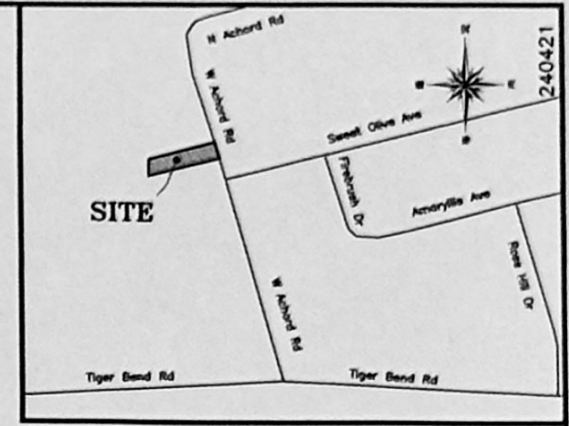 N Achord Rd
W Achord Rd
N
W
E
S
240421
Sweet Olive Ave
SITE
Firebrush Dr
Amaryllis Ave
Rose Hill Dr
W Achord Rd
Tiger Bend Rd
Tiger Bend Rd